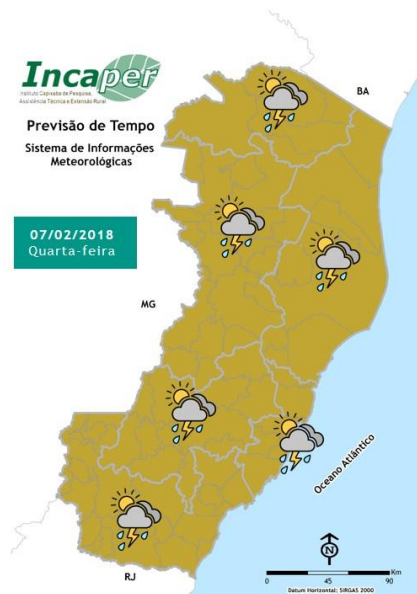 Incaper
Instituto Capixaba de Pesquisa,
Assistência Técnica e Extensão Rural
Previsão de Tempo
Sistema de Informações
Meteorológicas
07/02/2018
Quarta-feira
BA
MG
Oceano Atlântico
RJ
N
Km
0 45 90
Datum Horizontal: SIRGAS 2000